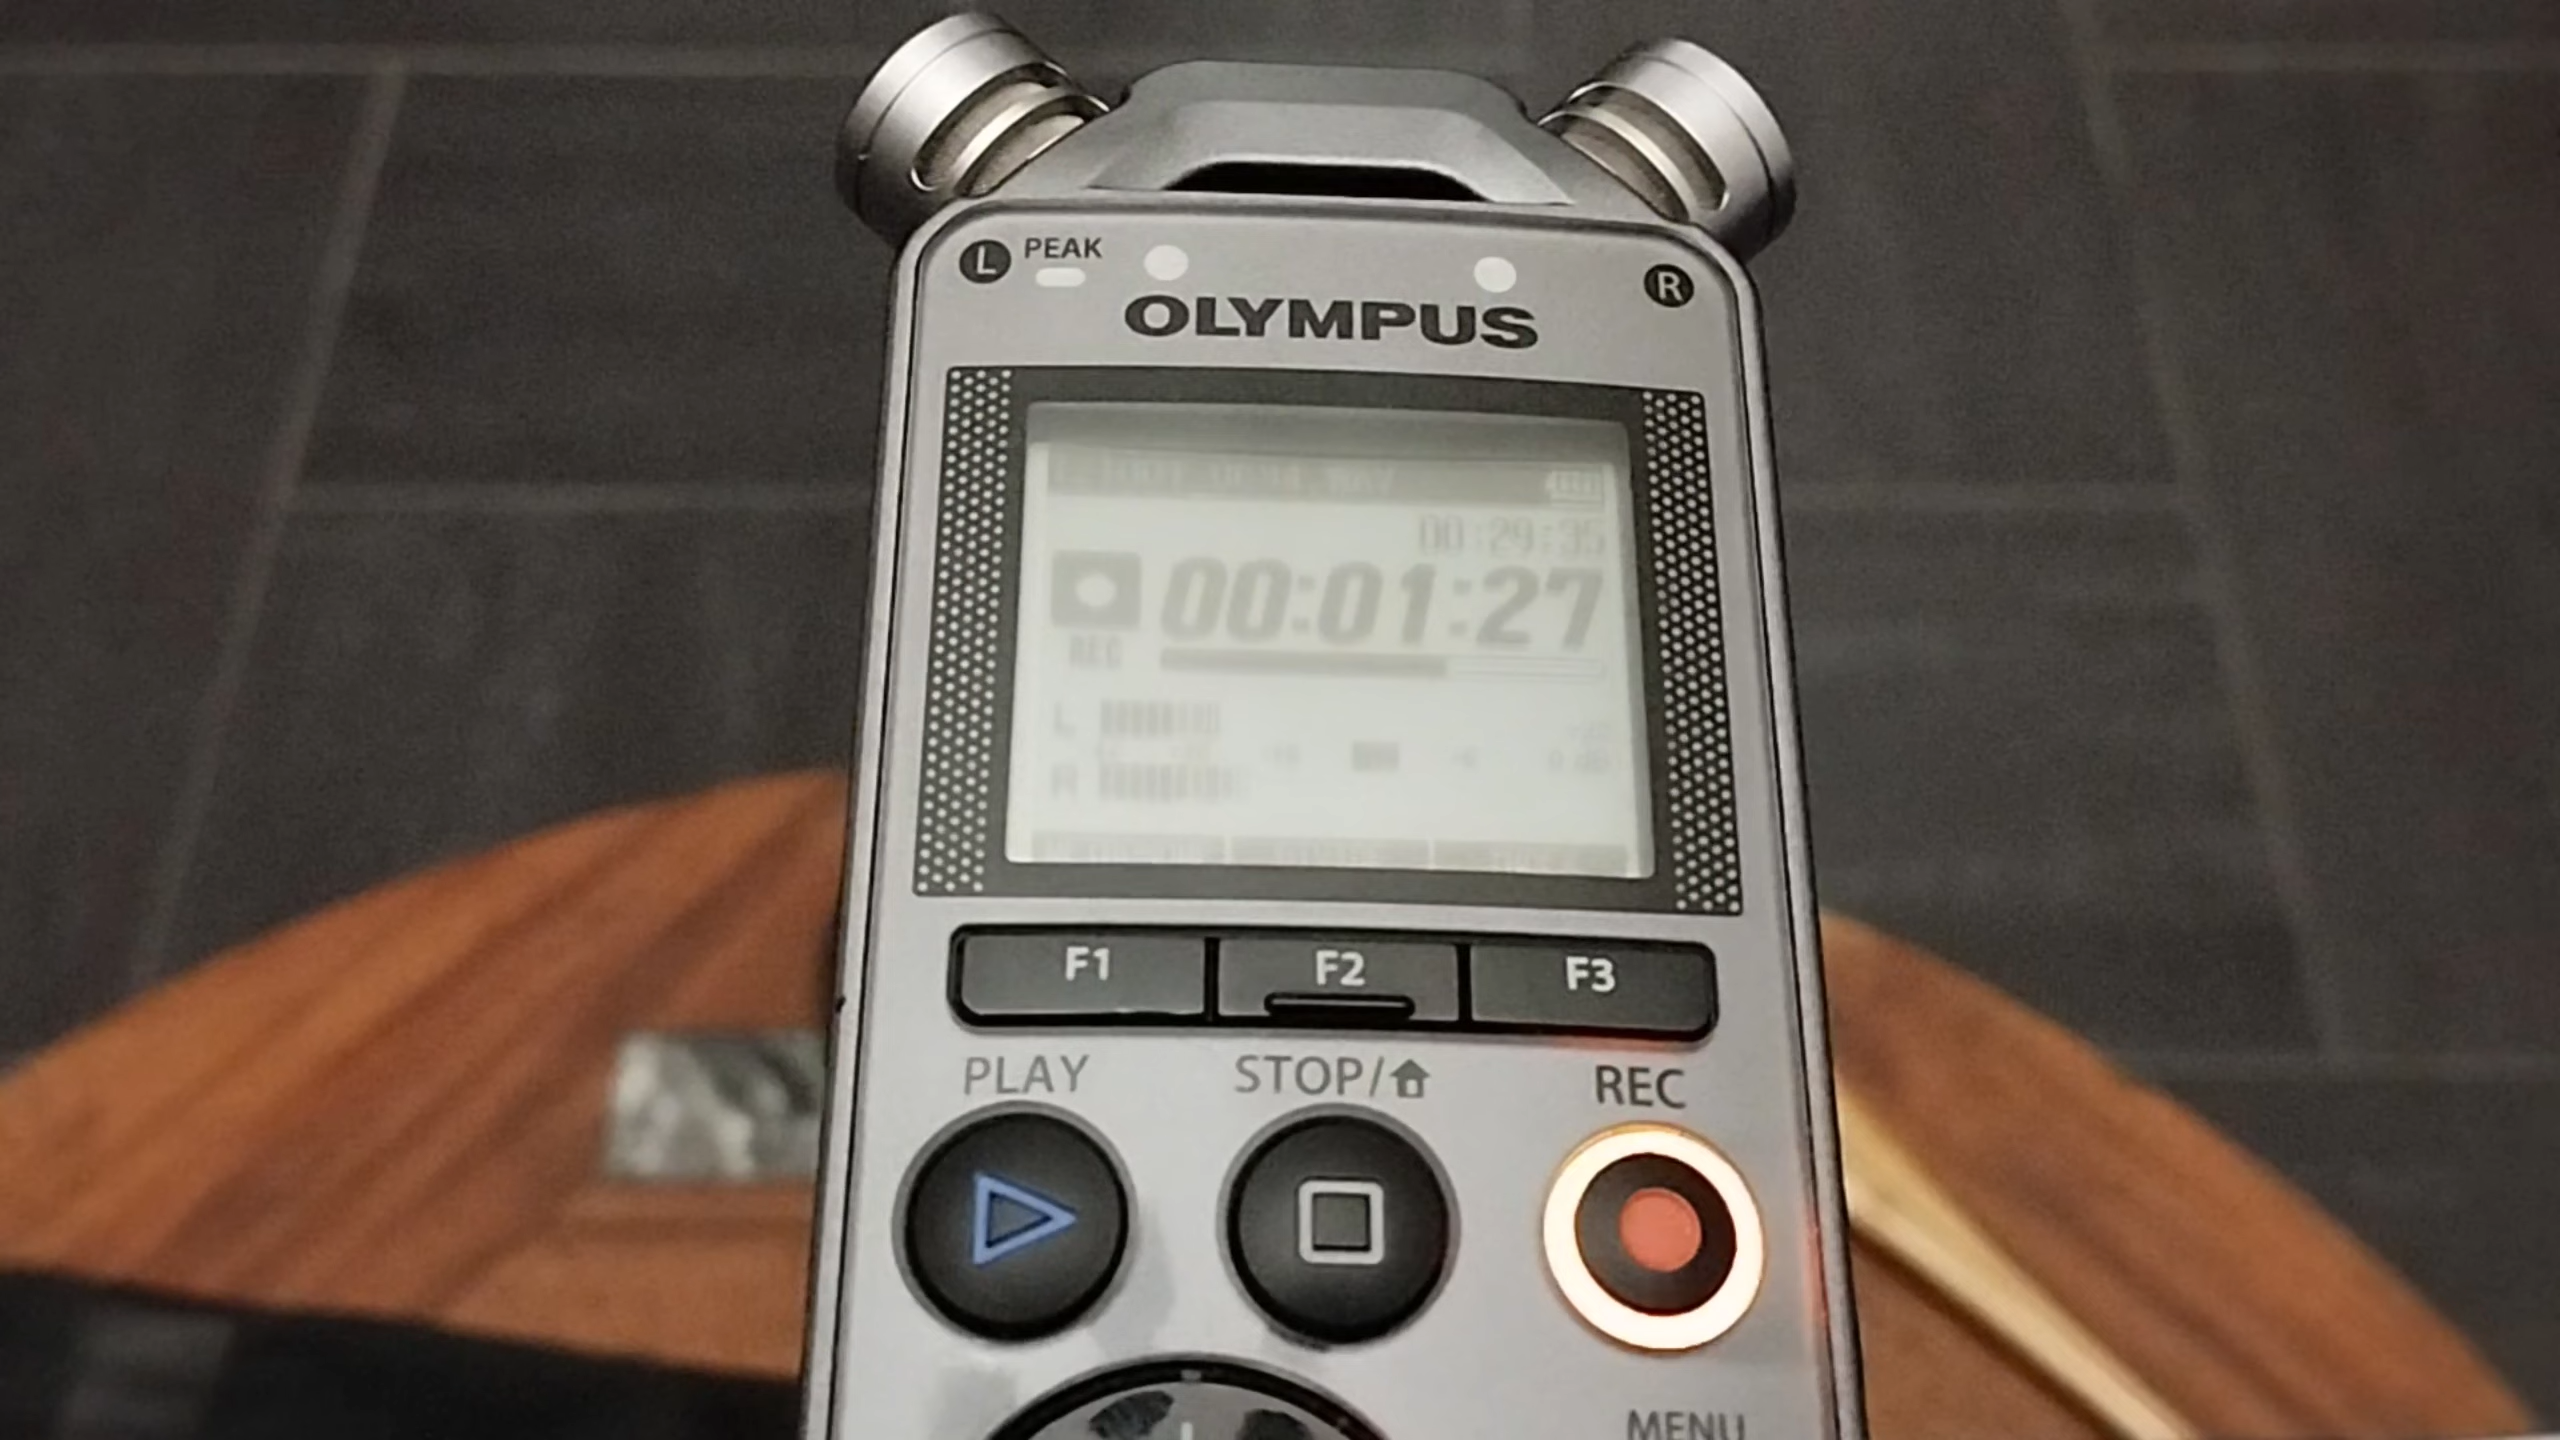 L PEAK R
OLYMPUS
00:29:35
00:01:27
REC
L
R
F1 F2 F3
PLAY STOP/ REC
MENU